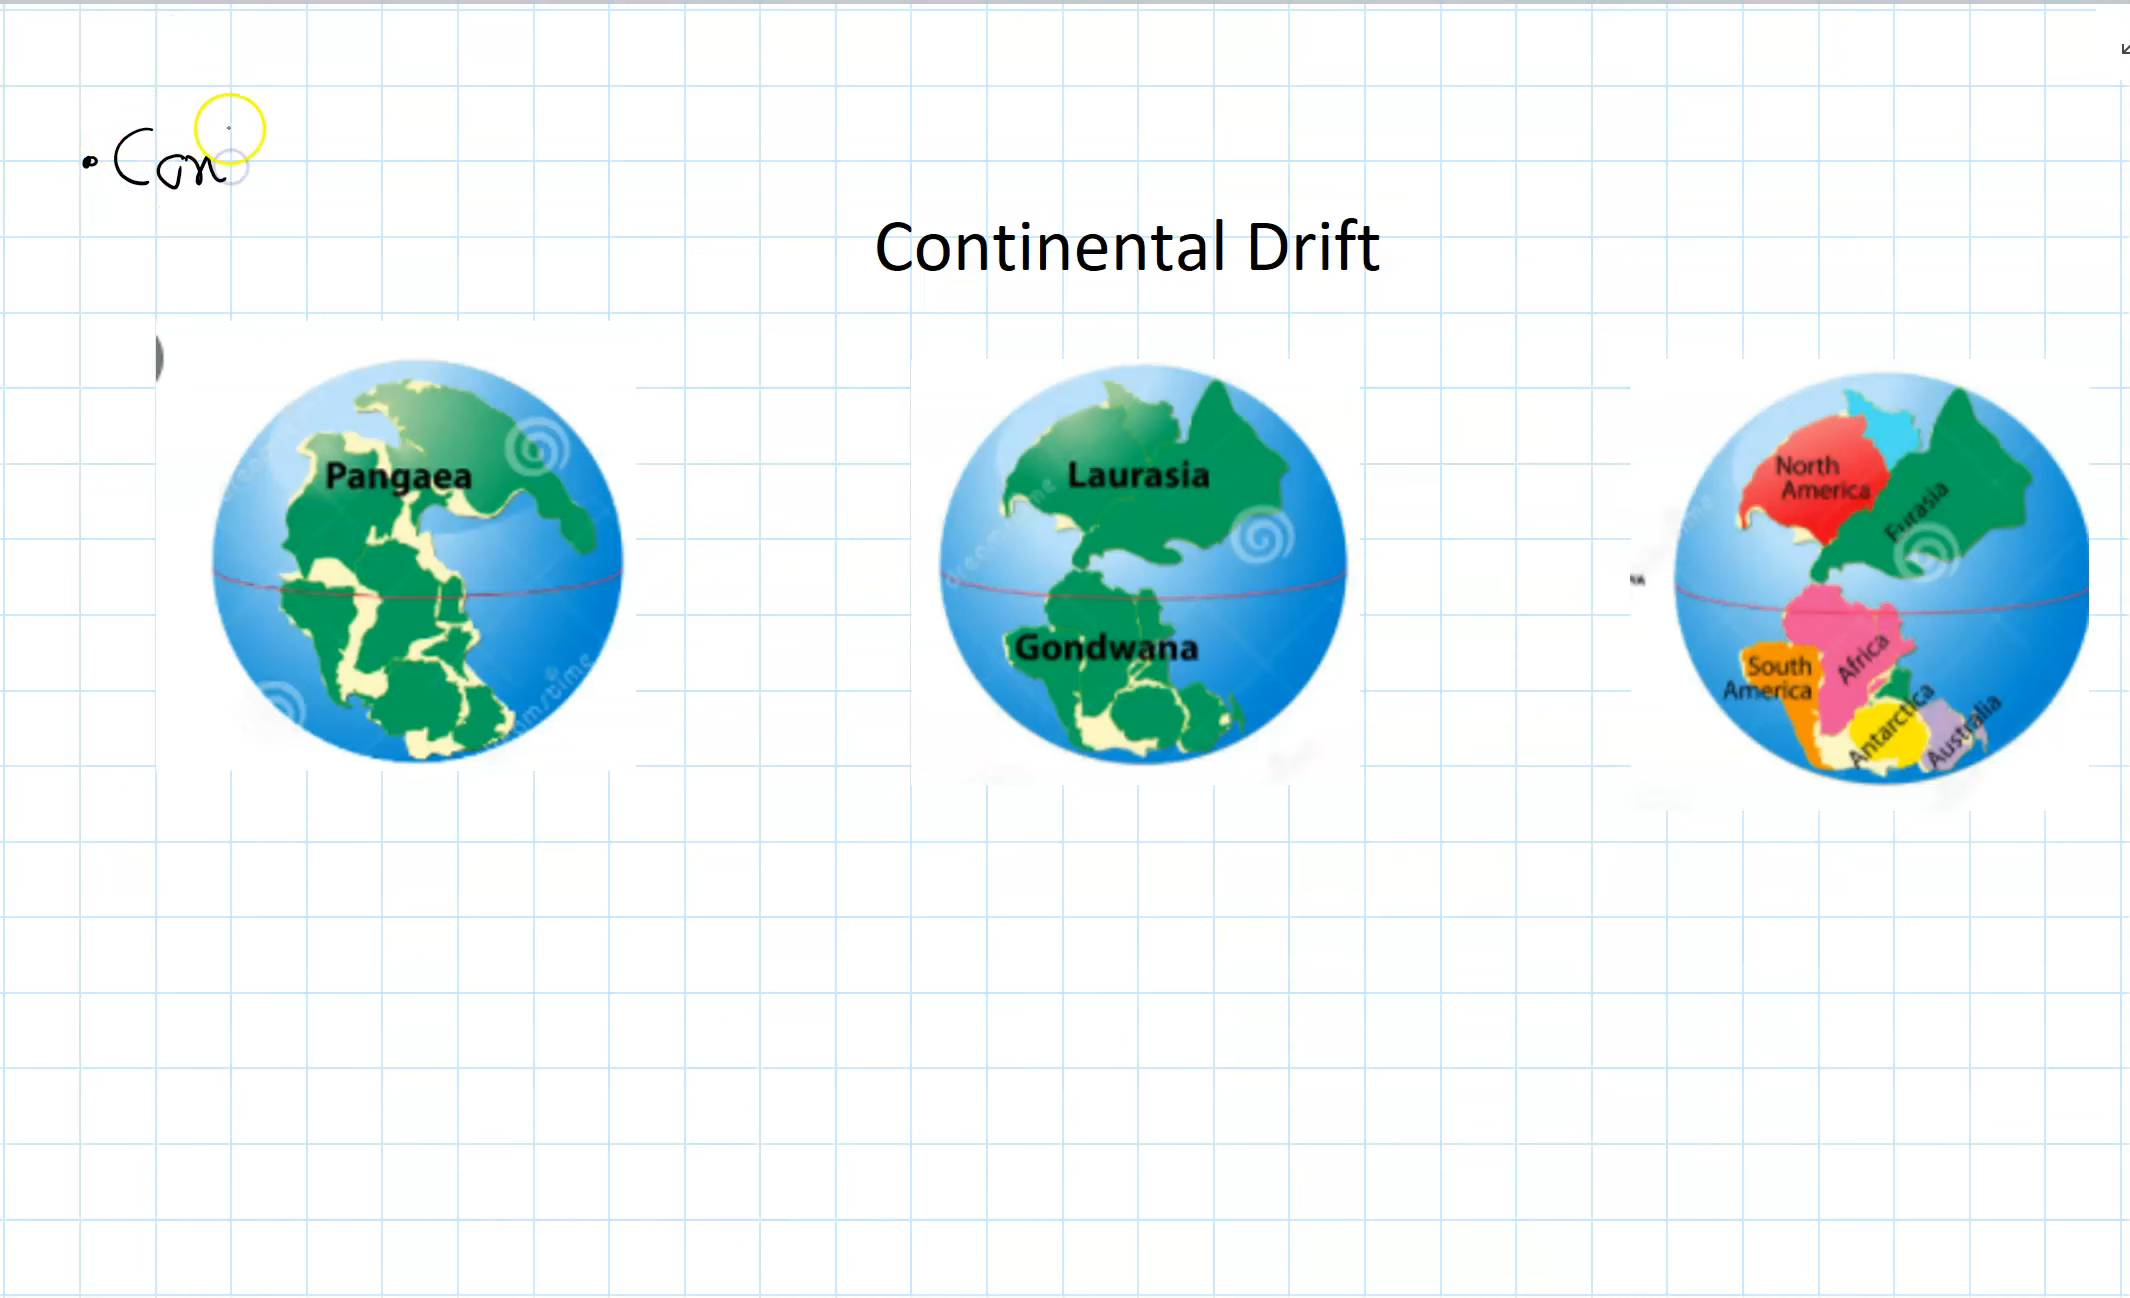 • Con
Continental Drift
Pangaea
Laurasia
Gondwana
North
America
Eurasia
Africa
South
America
Antarctica
Australia